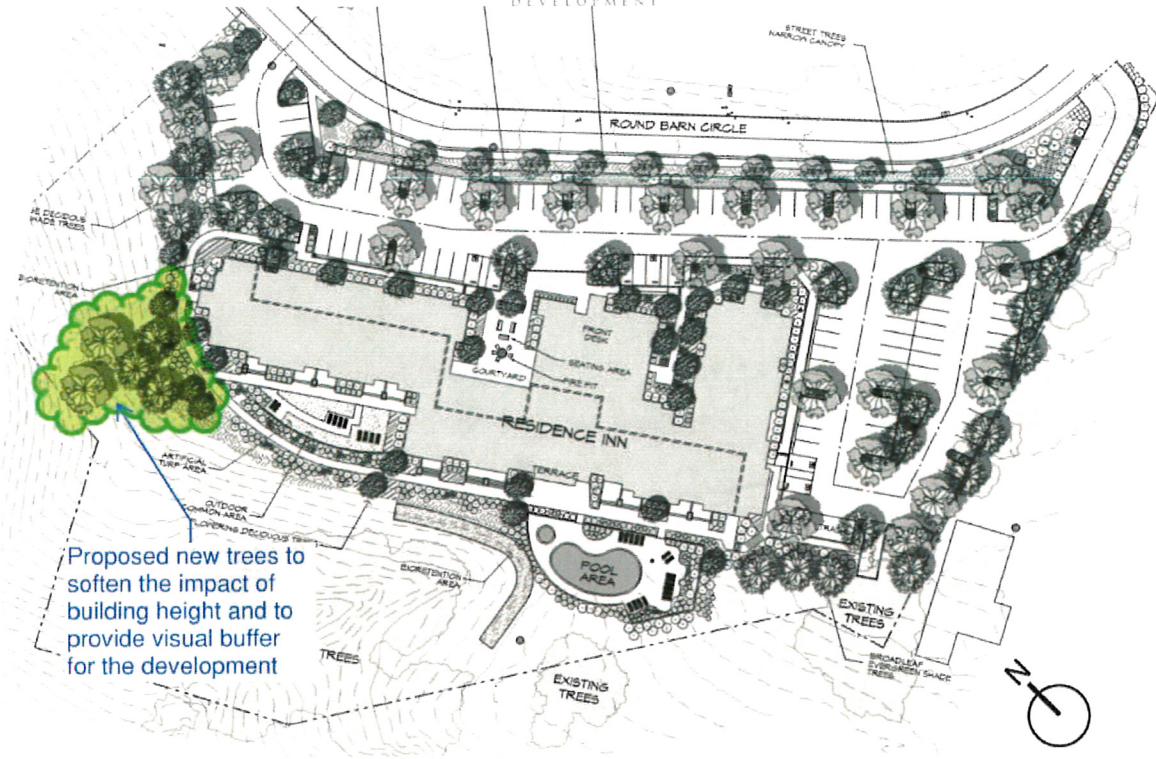 DEVELOPMENT
STREET TREES
NARROW CANOPY
ROUND BARN CIRCLE
DECIDOUS
SHADE TREES
BIORETENTION
AREA
FRONT
DESK
SEATING AREA
FIRE PIT
COURTYARD
RESIDENCE INN
TERRACE
ARTIFICIAL
TURF AREA
OUTDOOR
COMMON AREA
FLOWERING DECIDUOUS
BIORETENTION
AREA
POOL
AREA
TRASH
EXISTING
TREES
BROADLEAF
EVERGREEN SHADE
TREES
Proposed new trees to
soften the impact of
building height and to
provide visual buffer
for the development
TREES
EXISTING
TREES
N